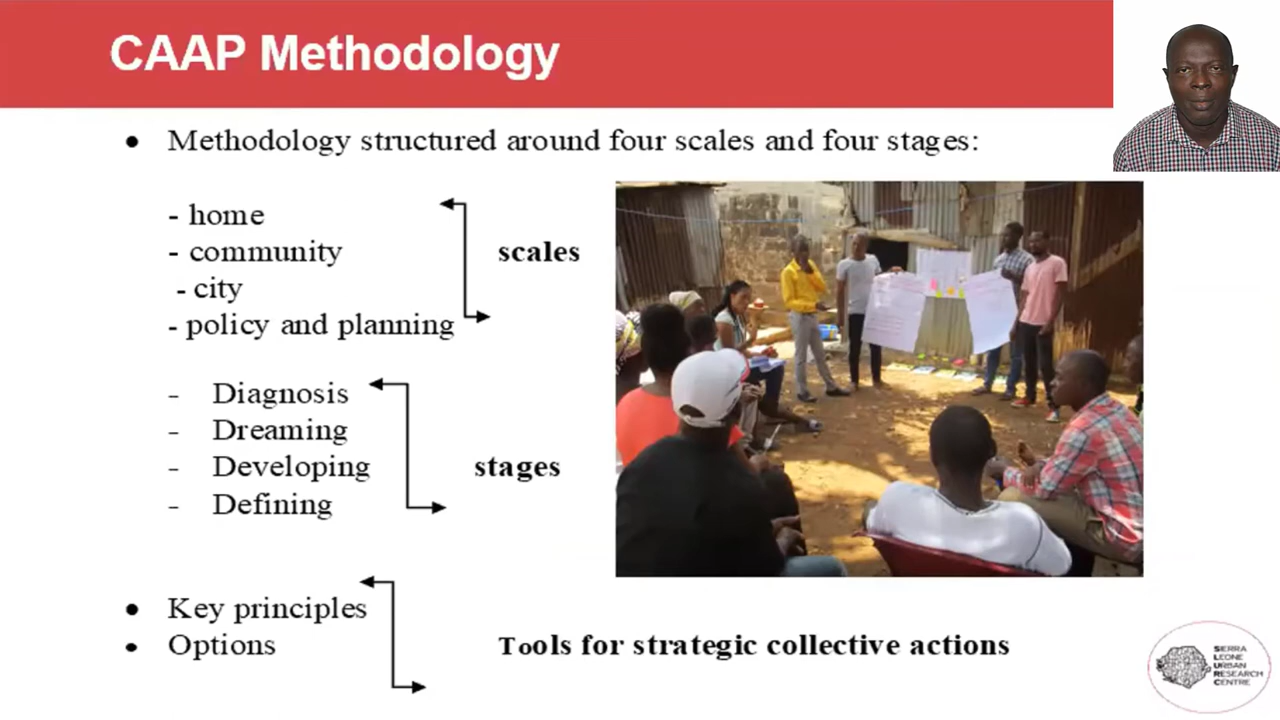 CAAP Methodology
• Methodology structured around four scales and four stages:
- home
- community
- city
- policy and planning
scales
- Diagnosis
- Dreaming
- Developing
- Defining
stages
• Key principles
• Options
Tools for strategic collective actions
SIERRA
LEONE
URBAN
RESEARCH
CENTRE